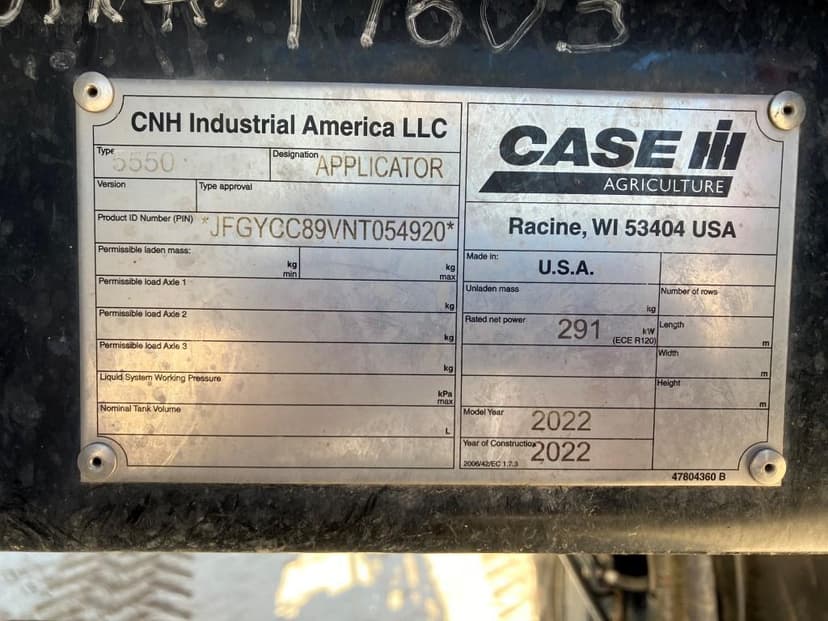 CNH Industrial America LLC
Type
5550
Designation
APPLICATOR
Version
Type approval
Product ID Number (PIN)
*JFGYCC89VNT054920*
Permissible laden mass:
kg
min
kg
max
Permissible load Axle 1
kg
Permissible load Axle 2
kg
Permissible load Axle 3
kg
Liquid System Working Pressure
kPa
max
Nominal Tank Volume
L
CASE IH
AGRICULTURE
Racine, WI 53404 USA
Made in:
U.S.A.
Unladen mass
kg
Number of rows
Rated net power
291
kW
(ECE R120)
Length
m
Width
m
Height
m
Model Year
2022
Year of Construction
2022
2006/42/EC 1.7.3
47804360 B